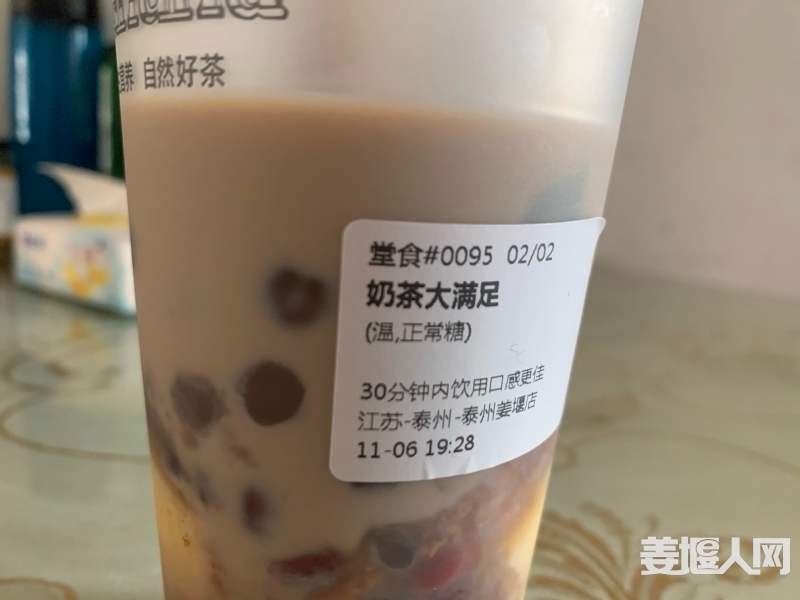 营养 自然好茶
堂食#0095 02/02
奶茶大满足
(温,正常糖)
30分钟内饮用口感更佳
江苏-泰州-泰州姜堰店
11-06 19:28
姜堰人网